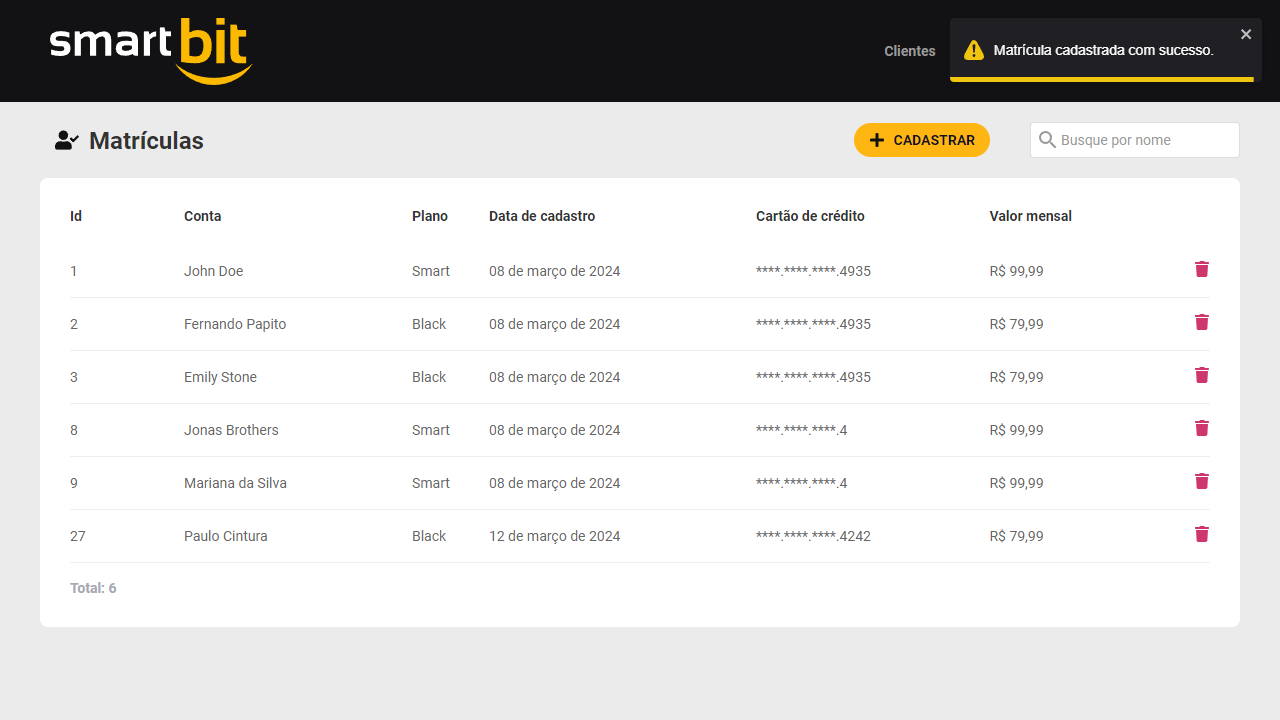 smartbit
Clientes
Matrícula cadastrada com sucesso.
Matrículas
CADASTRAR
Busque por nome
Id Conta Plano Data de cadastro Cartão de crédito Valor mensal
1 John Doe Smart 08 de março de 2024 ****.****.****.4935 R$ 99,99
2 Fernando Papito Black 08 de março de 2024 ****.****.****.4935 R$ 79,99
3 Emily Stone Black 08 de março de 2024 ****.****.****.4935 R$ 79,99
8 Jonas Brothers Smart 08 de março de 2024 ****.****.****.4 R$ 99,99
9 Mariana da Silva Smart 08 de março de 2024 ****.****.****.4 R$ 99,99
27 Paulo Cintura Black 12 de março de 2024 ****.****.****.4242 R$ 79,99
Total: 6